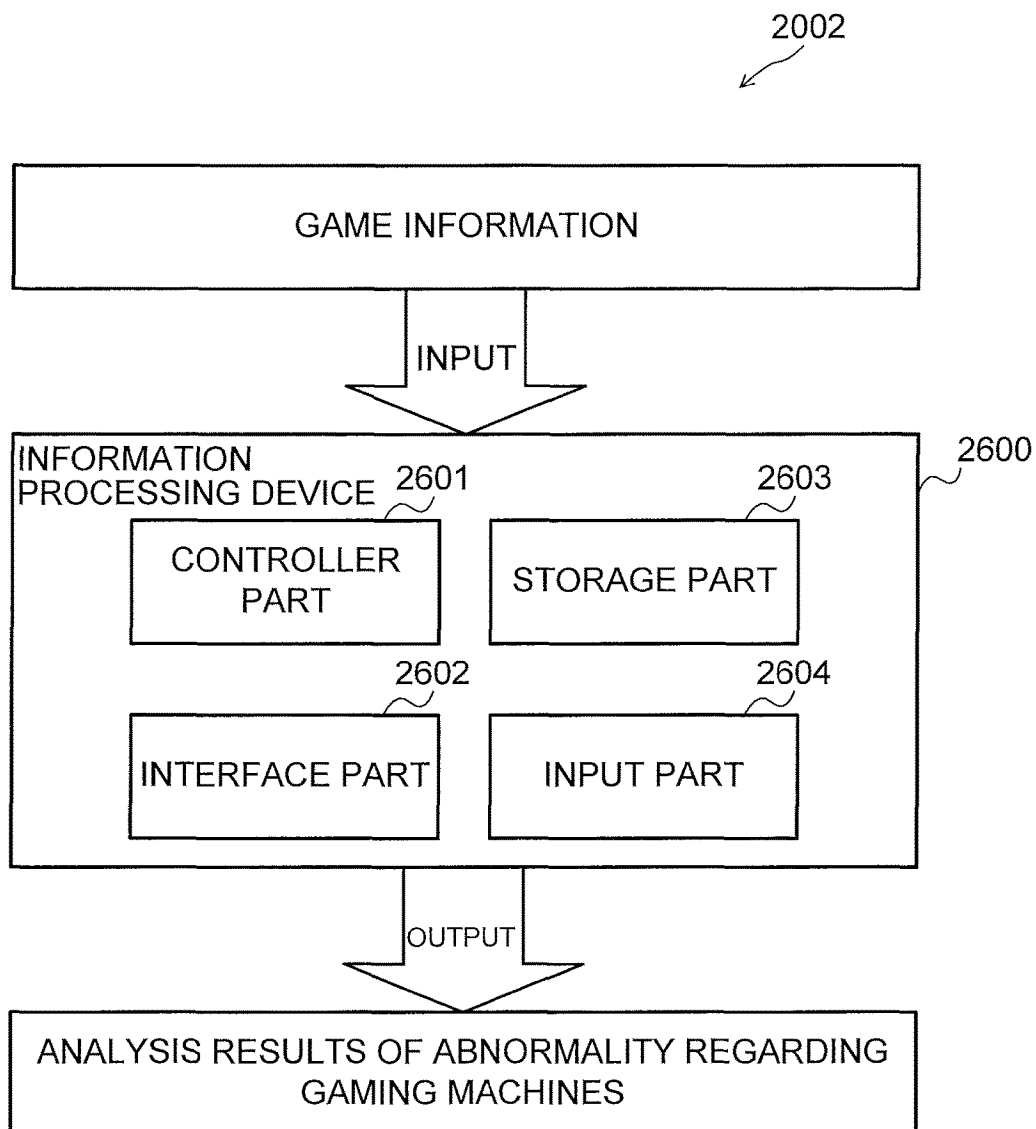 2002
GAME INFORMATION
INPUT
INFORMATION
PROCESSING DEVICE
2600
2601
CONTROLLER
PART
2603
STORAGE PART
2602
INTERFACE PART
2604
INPUT PART
OUTPUT
ANALYSIS RESULTS OF ABNORMALITY REGARDING
GAMING MACHINES